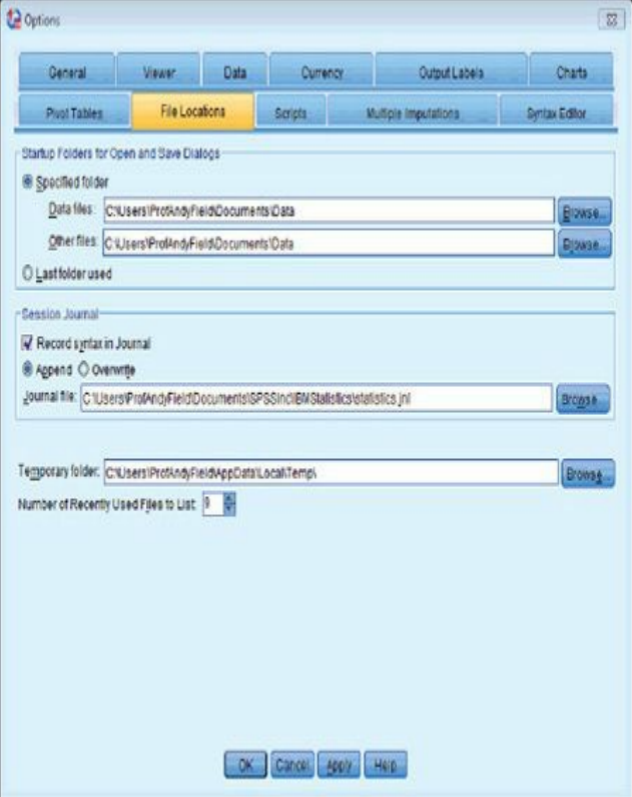 Options
General Viewer Data Currency Output Labels Charts
Pivot Tables File Locations Scripts Multiple Imputations Syntax Editor
Startup Folders for Open and Save Dialogs
Specified folder
Data files: C:\Users\ProfAndyField\Documents\Data Browse...
Other files: C:\Users\ProfAndyField\Documents\Data Browse...
Last folder used
Session Journal
Record syntax in Journal
Append Overwrite
Journal file: C:\Users\ProfAndyField\Documents\SPSSInc\IBMStatistics\statistics.jnl Browse...
Temporary folder: C:\Users\ProfAndyField\AppData\Local\Temp\ Browse...
Number of Recently Used Files to List: 9
OK Cancel Apply Help